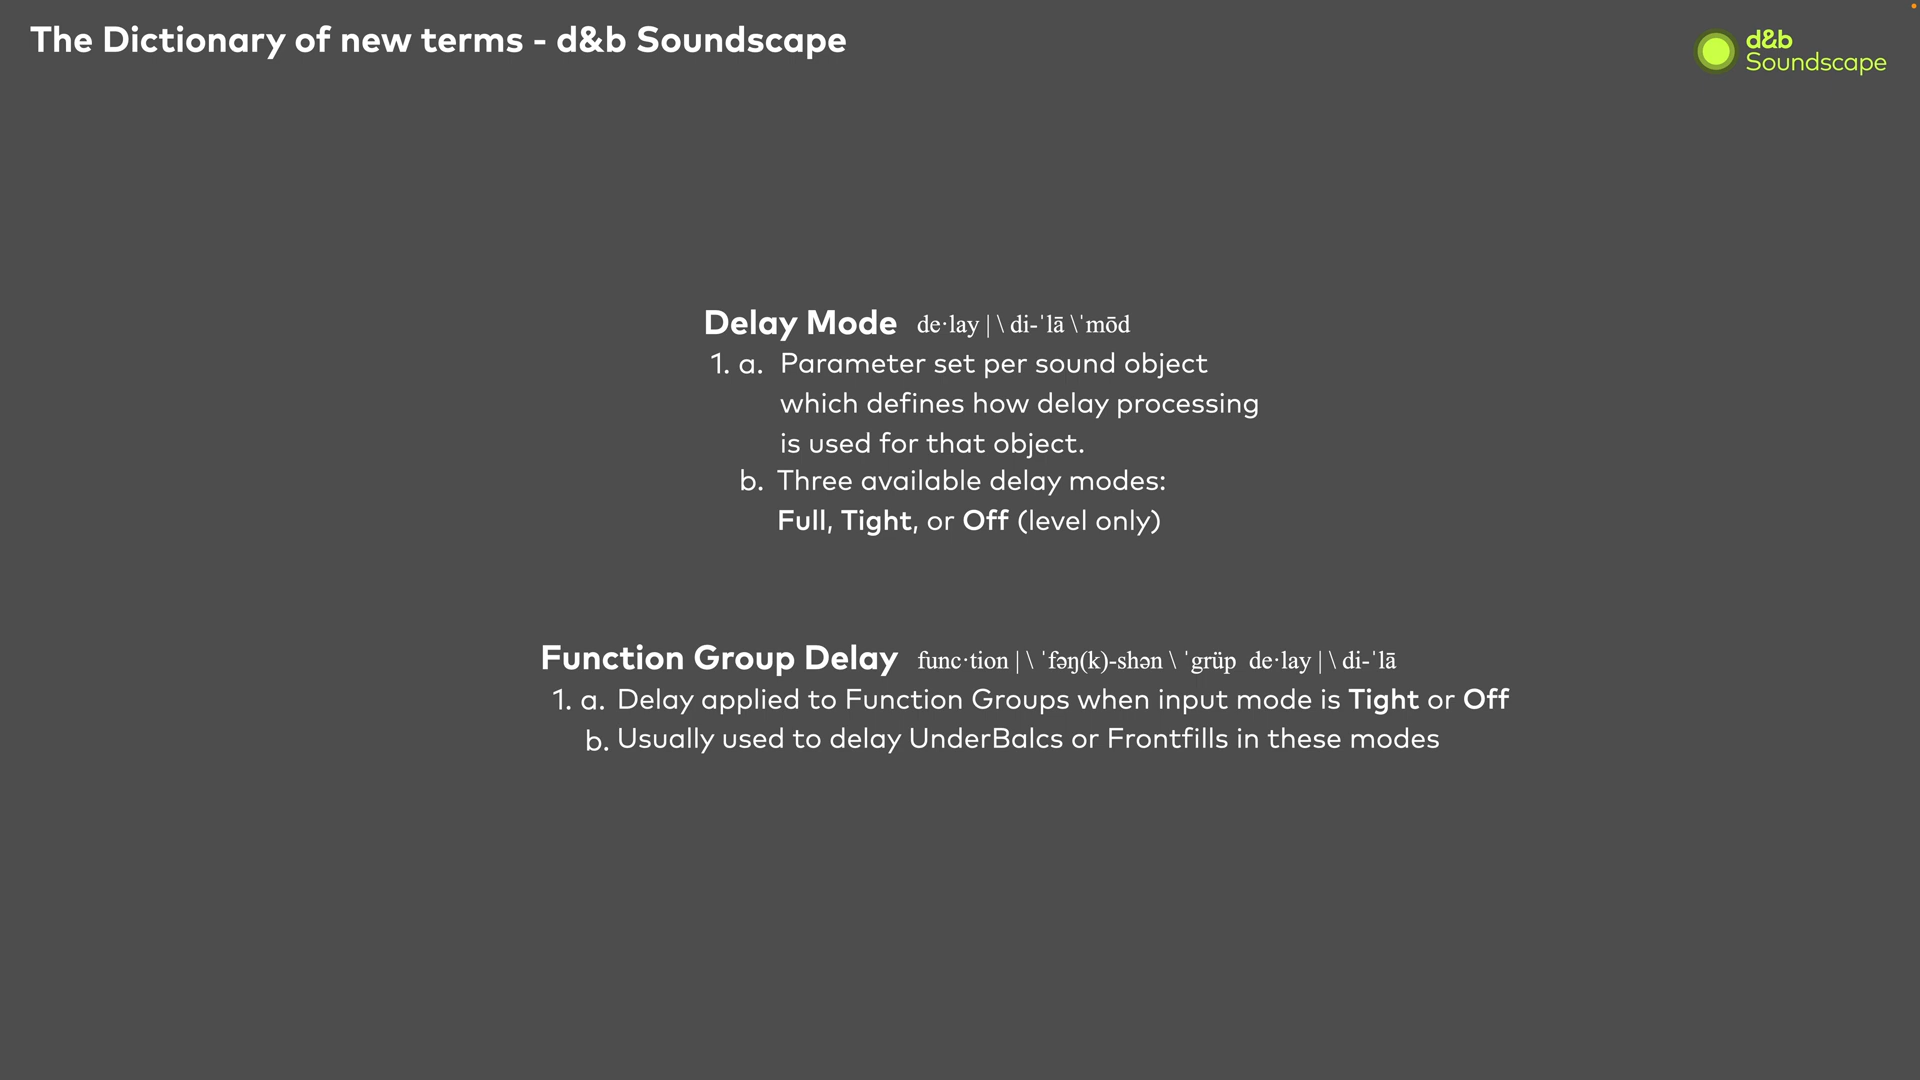 The Dictionary of new terms - d&b Soundscape
d&b
Soundscape
Delay Mode de·lay | \ di-ˈlā \ˈmōd
1. a. Parameter set per sound object
which defines how delay processing
is used for that object.
b. Three available delay modes:
Full, Tight, or Off (level only)
Function Group Delay func·tion | \ ˈfəŋ(k)-shən \ ˈgrüp de·lay | \ di-ˈlā
1. a. Delay applied to Function Groups when input mode is Tight or Off
b. Usually used to delay UnderBalcs or Frontfills in these modes